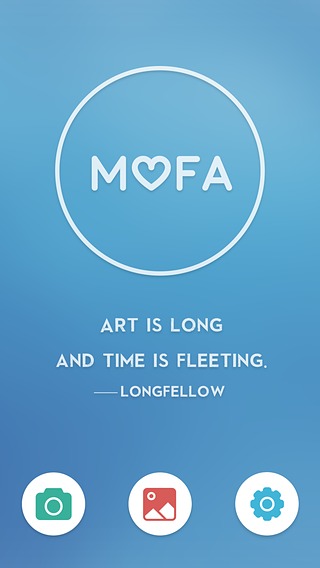 MOFA
ART IS LONG
AND TIME IS FLEETING.
——LONGFELLOW